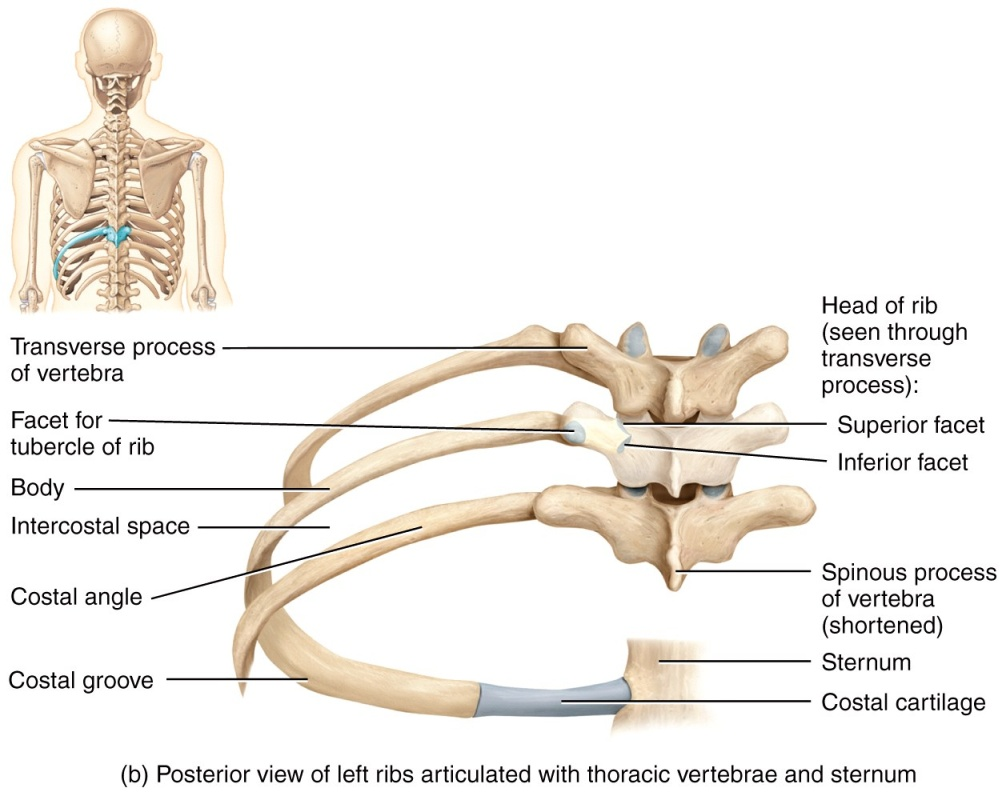 Transverse process
of vertebra
Facet for
tubercle of rib
Body
Intercostal space
Costal angle
Costal groove
Head of rib
(seen through
transverse
process):
Superior facet
Inferior facet
Spinous process
of vertebra
(shortened)
Sternum
Costal cartilage
(b) Posterior view of left ribs articulated with thoracic vertebrae and sternum